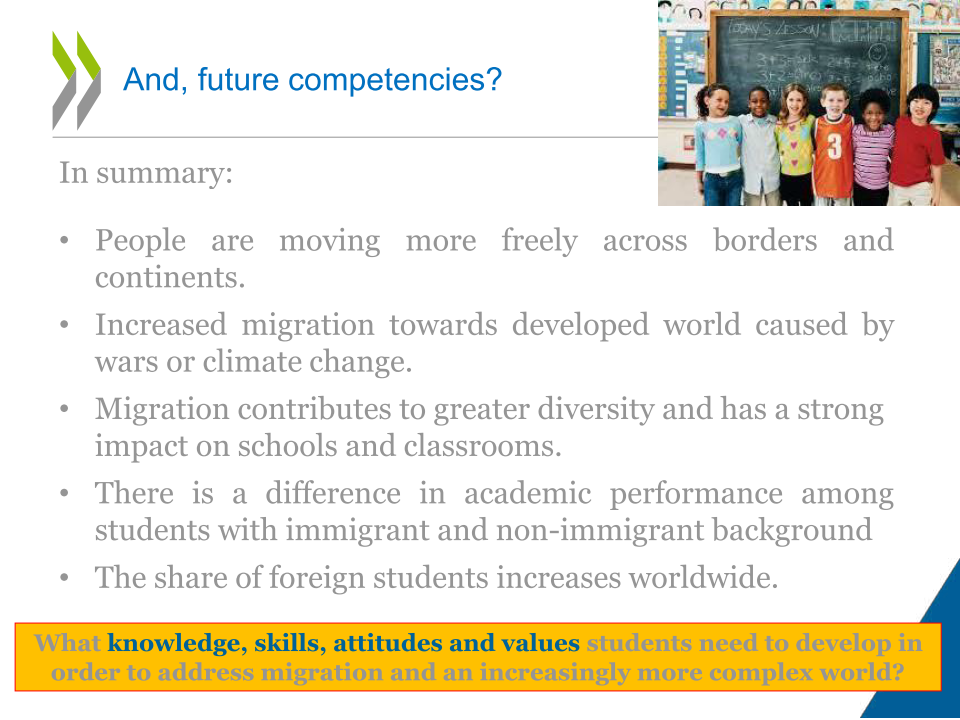 And, future competencies?
TODAY'S LESSON:
3
In summary:
• People are moving more freely across borders and
continents.
• Increased migration towards developed world caused by
wars or climate change.
• Migration contributes to greater diversity and has a strong
impact on schools and classrooms.
• There is a difference in academic performance among
students with immigrant and non-immigrant background
• The share of foreign students increases worldwide.
What knowledge, skills, attitudes and values students need to develop in
order to address migration and an increasingly more complex world?